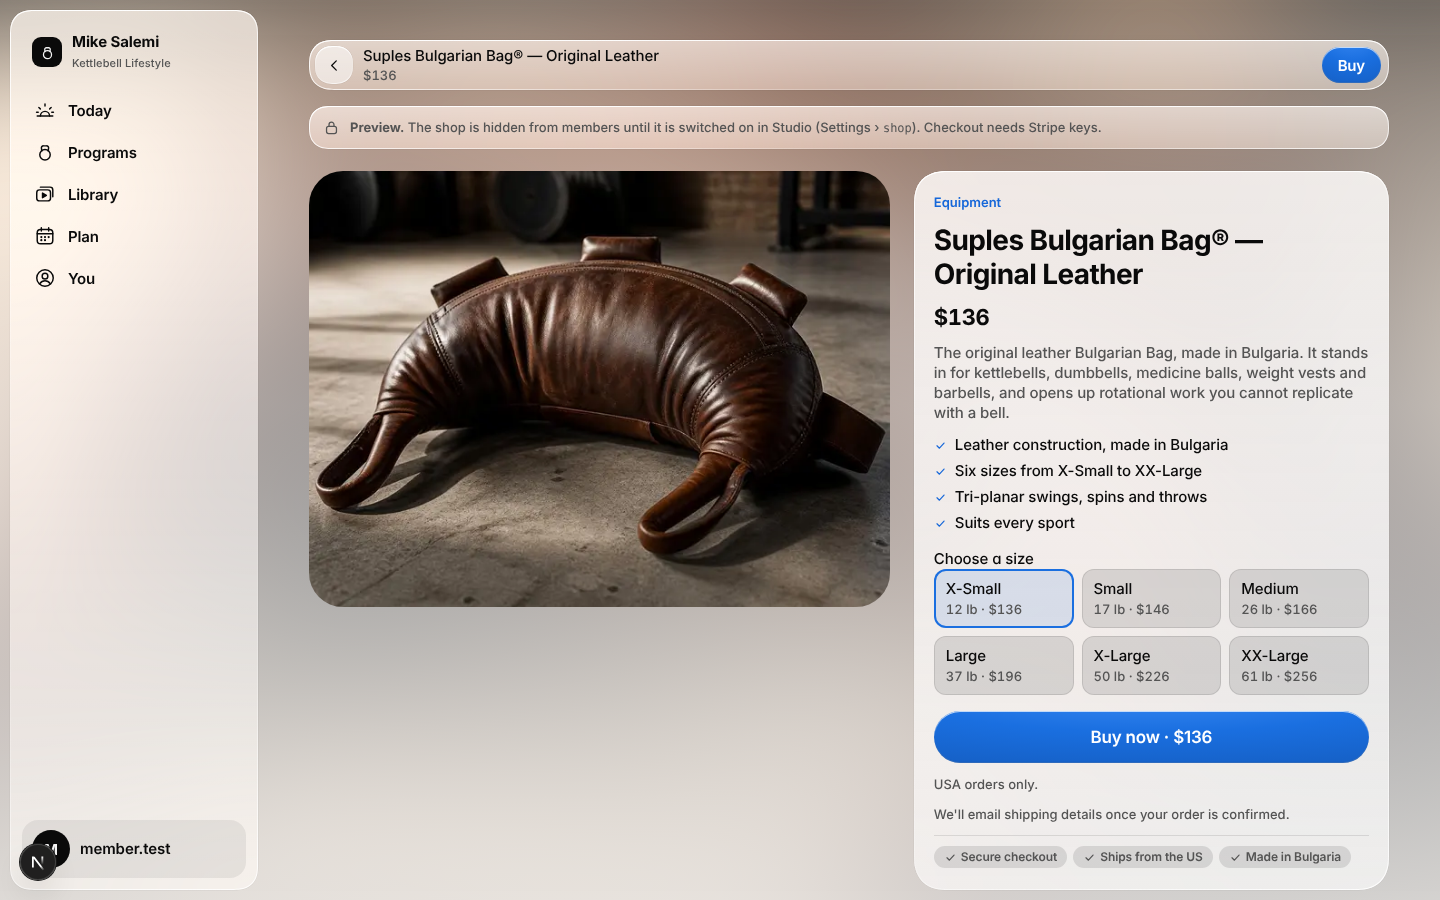 Mike Salemi
Kettlebell Lifestyle
Today
Programs
Library
Plan
You
M
member.test
N
Suples Bulgarian Bag® — Original Leather
$136
Buy
Preview. The shop is hidden from members until it is switched on in Studio (Settings › shop). Checkout needs Stripe keys.
Equipment
Suples Bulgarian Bag® —
Original Leather
$136
The original leather Bulgarian Bag, made in Bulgaria. It stands
in for kettlebells, dumbbells, medicine balls, weight vests and
barbells, and opens up rotational work you cannot replicate
with a bell.
Leather construction, made in Bulgaria
Six sizes from X-Small to XX-Large
Tri-planar swings, spins and throws
Suits every sport
Choose a size
X-Small
12 lb · $136
Small
17 lb · $146
Medium
26 lb · $166
Large
37 lb · $196
X-Large
50 lb · $226
XX-Large
61 lb · $256
Buy now · $136
USA orders only.
We'll email shipping details once your order is confirmed.
Secure checkout
Ships from the US
Made in Bulgaria